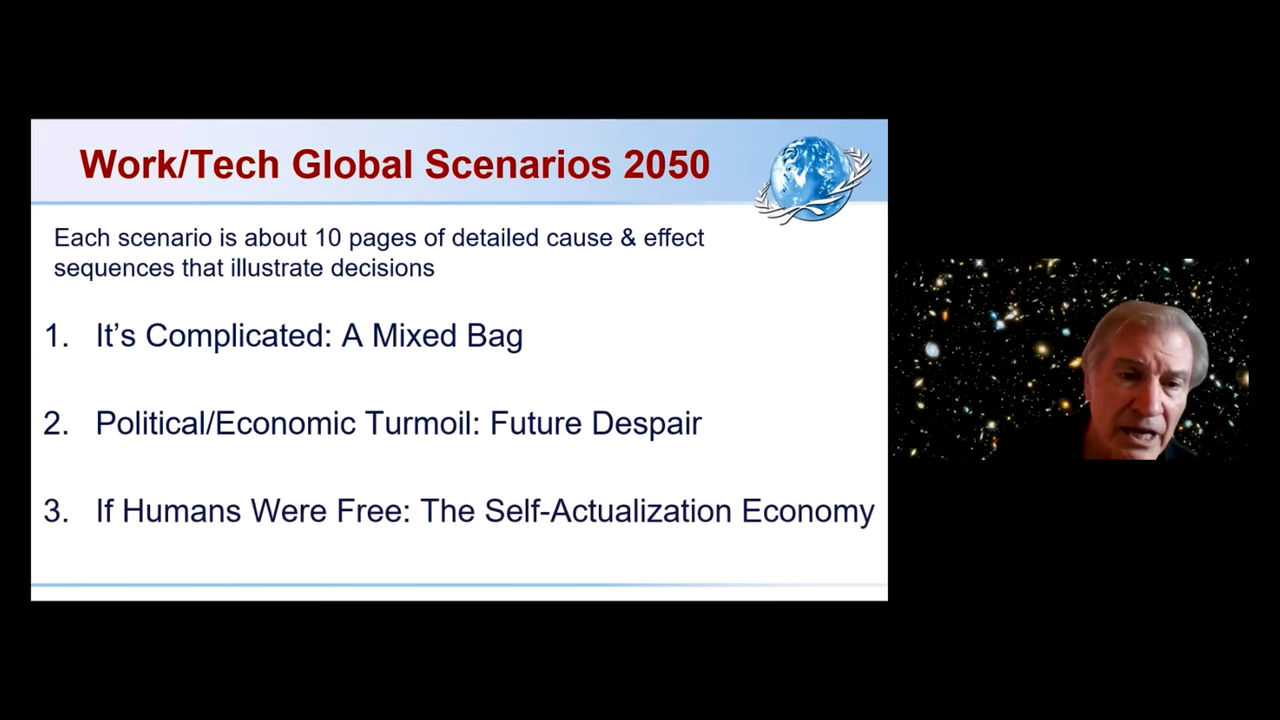 Work/Tech Global Scenarios 2050
Each scenario is about 10 pages of detailed cause & effect
sequences that illustrate decisions
1. It’s Complicated: A Mixed Bag
2. Political/Economic Turmoil: Future Despair
3. If Humans Were Free: The Self-Actualization Economy